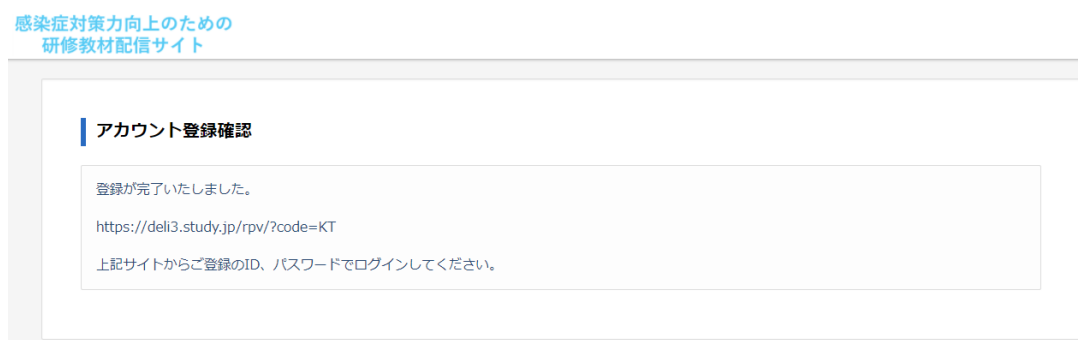 感染症対策力向上のための
研修教材配信サイト
アカウント登録確認
登録が完了いたしました。
https://deli3.study.jp/rpv/?code=KT
上記サイトからご登録のID、パスワードでログインしてください。